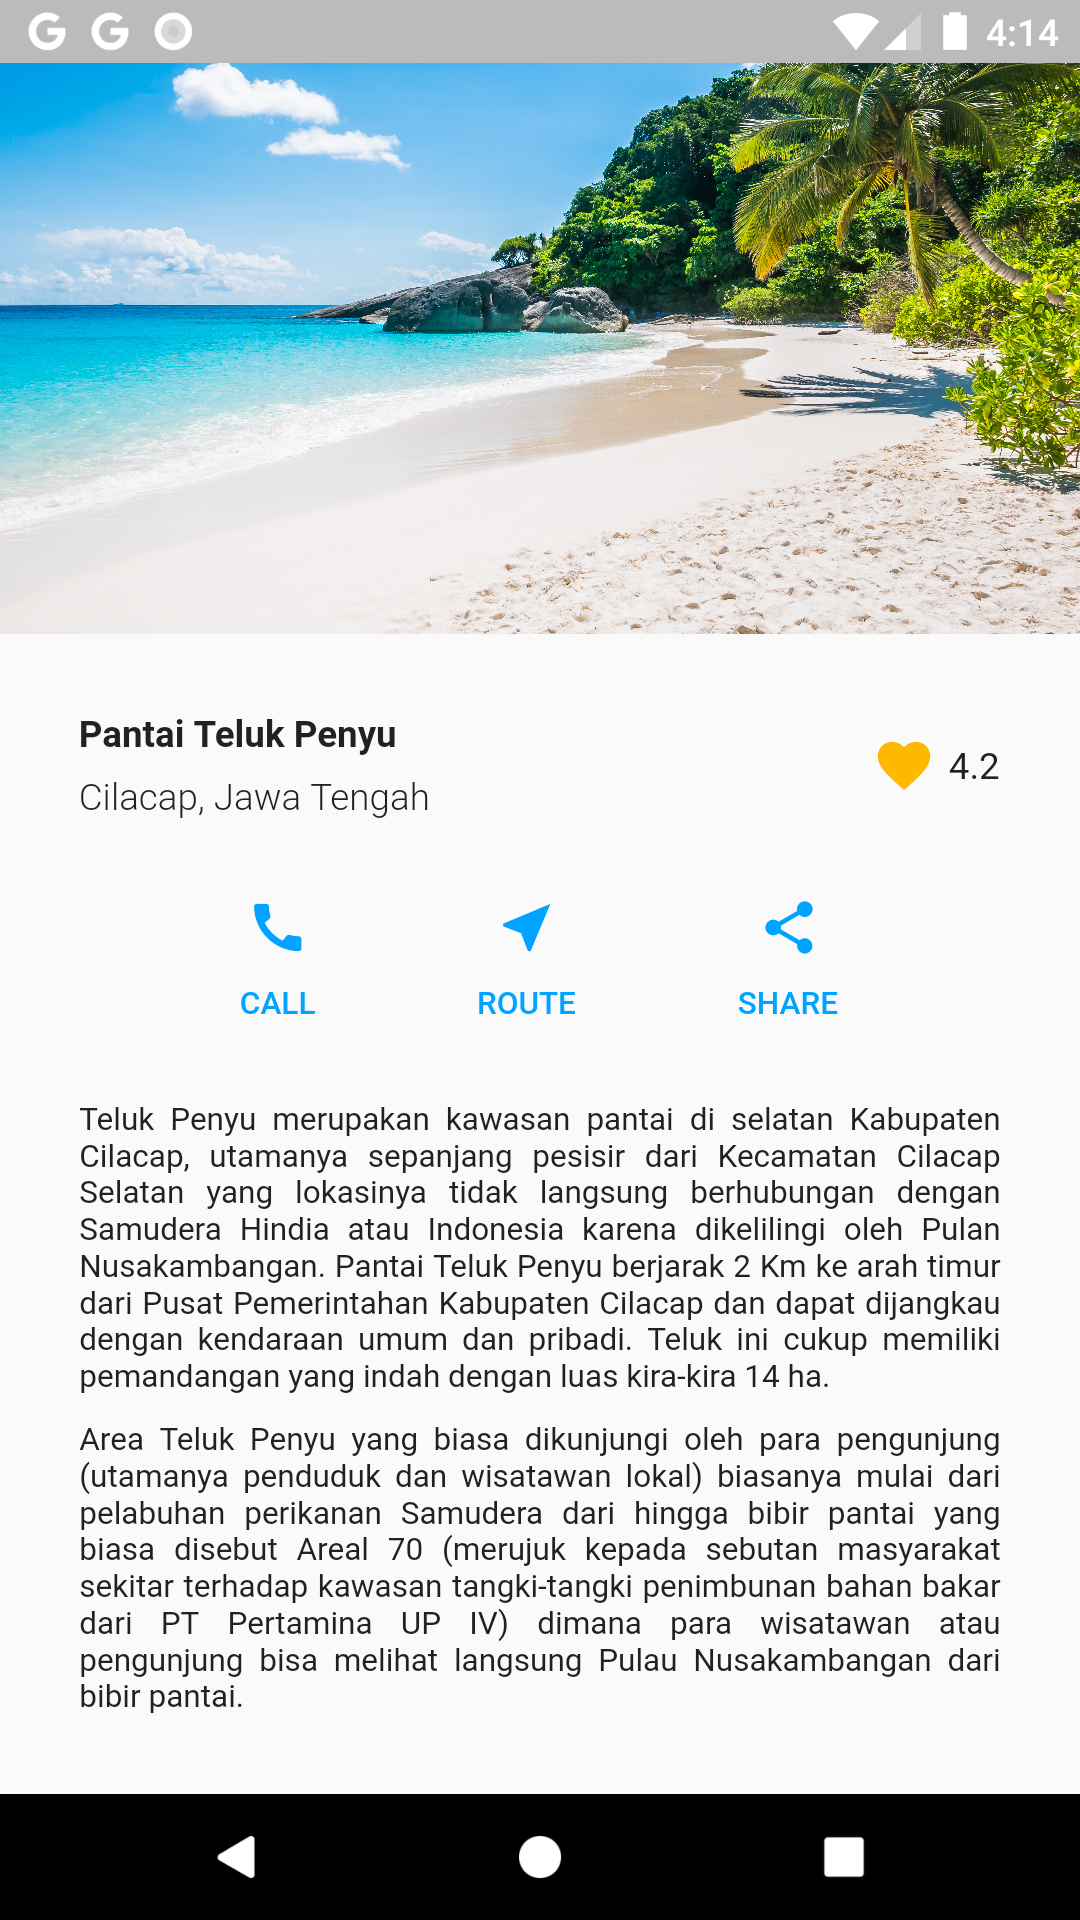 4:14
Pantai Teluk Penyu
Cilacap, Jawa Tengah
4.2
CALL
ROUTE
SHARE
Teluk Penyu merupakan kawasan pantai di selatan Kabupaten
Cilacap, utamanya sepanjang pesisir dari Kecamatan Cilacap
Selatan yang lokasinya tidak langsung berhubungan dengan
Samudera Hindia atau Indonesia karena dikelilingi oleh Pulan
Nusakambangan. Pantai Teluk Penyu berjarak 2 Km ke arah timur
dari Pusat Pemerintahan Kabupaten Cilacap dan dapat dijangkau
dengan kendaraan umum dan pribadi. Teluk ini cukup memiliki
pemandangan yang indah dengan luas kira-kira 14 ha.
Area Teluk Penyu yang biasa dikunjungi oleh para pengunjung
(utamanya penduduk dan wisatawan lokal) biasanya mulai dari
pelabuhan perikanan Samudera dari hingga bibir pantai yang
biasa disebut Areal 70 (merujuk kepada sebutan masyarakat
sekitar terhadap kawasan tangki-tangki penimbunan bahan bakar
dari PT Pertamina UP IV) dimana para wisatawan atau
pengunjung bisa melihat langsung Pulau Nusakambangan dari
bibir pantai.